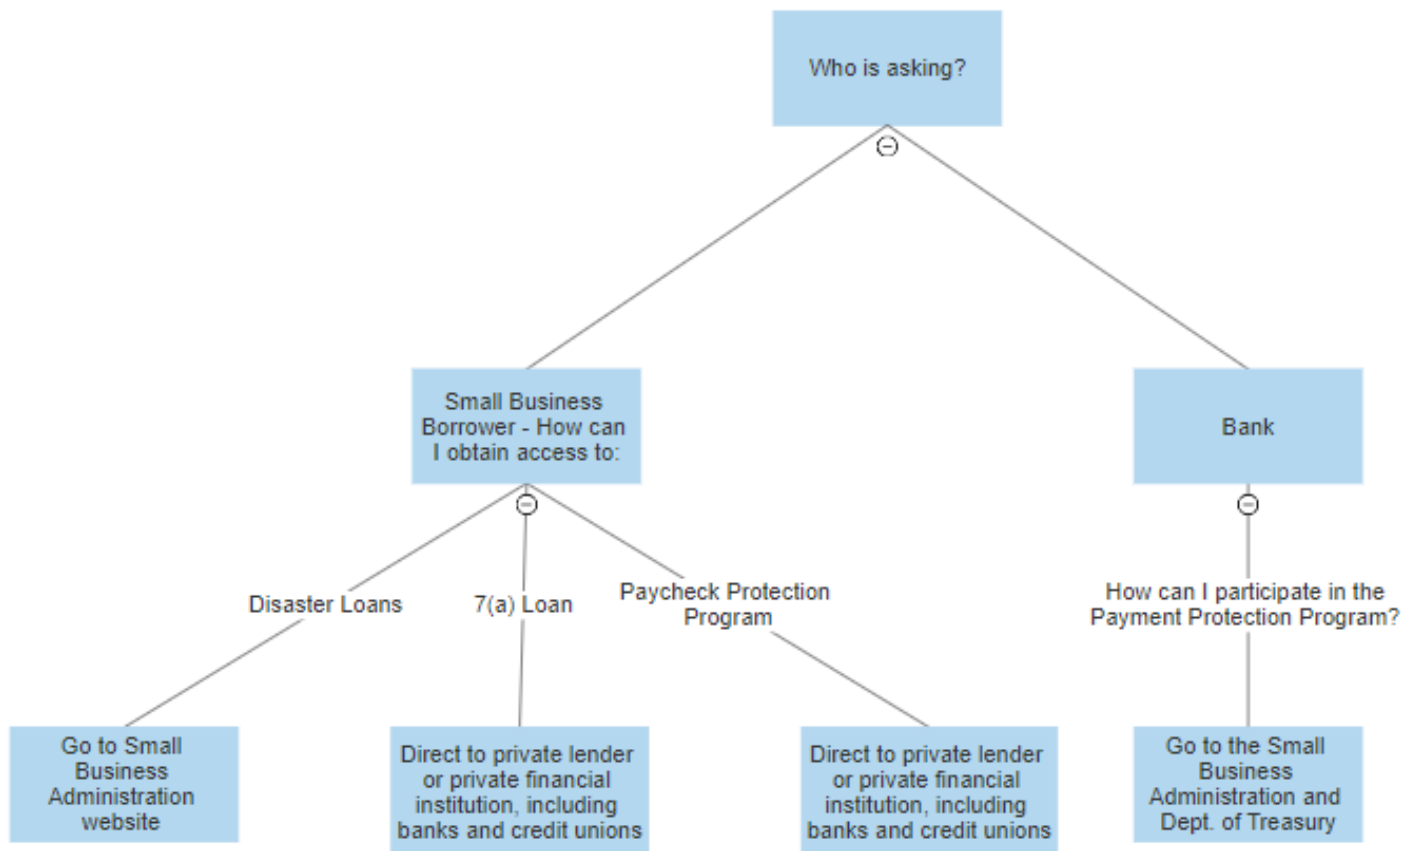 Who is asking?
Small Business
Borrower - How can
I obtain access to:
Bank
Disaster Loans
7(a) Loan
Paycheck Protection
Program
How can I participate in the
Payment Protection Program?
Go to Small
Business
Administration
website
Direct to private lender
or private financial
institution, including
banks and credit unions
Direct to private lender
or private financial
institution, including
banks and credit unions
Go to the Small
Business
Administration and
Dept. of Treasury